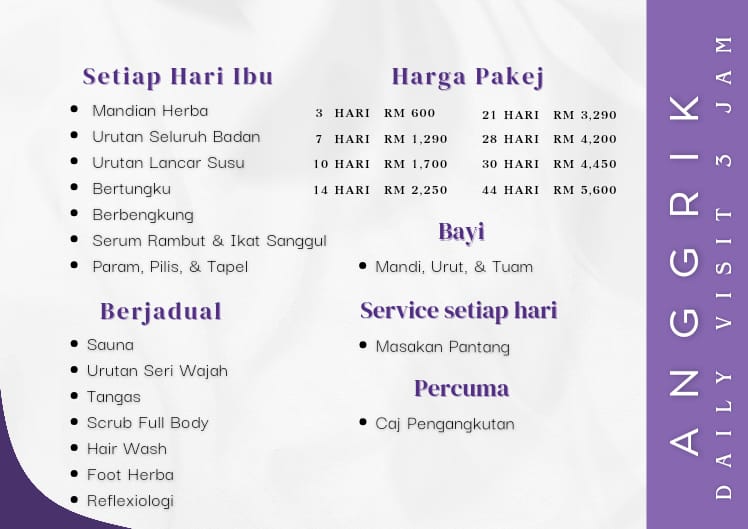 Setiap Hari Ibu
Mandian Herba
Urutan Seluruh Badan
Urutan Lancar Susu
Bertungku
Berbengkung
Serum Rambut & Ikat Sanggul
Param, Pilis, & Tapel
Berjadual
Sauna
Urutan Seri Wajah
Tangas
Scrub Full Body
Hair Wash
Foot Herba
Reflexiologi
Harga Pakej
3 HARI RM 600
7 HARI RM 1,290
10 HARI RM 1,700
14 HARI RM 2,250
21 HARI RM 3,290
28 HARI RM 4,200
30 HARI RM 4,450
44 HARI RM 5,600
Bayi
Mandi, Urut, & Tuam
Service setiap hari
Masakan Pantang
Percuma
Caj Pengangkutan
ANGGRIK
DAILY VISIT 3 JAM